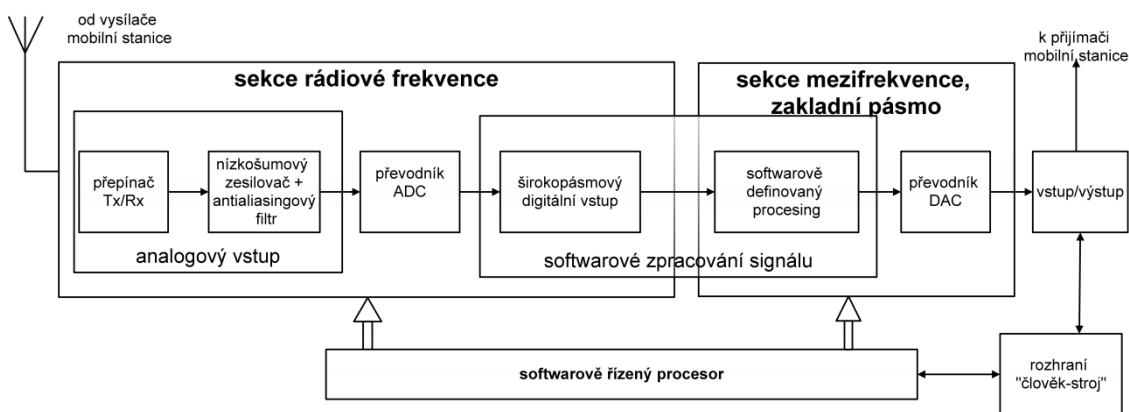 od vysílače
mobilní stanice
k přijímači
mobilní stanice
sekce rádiové frekvence
sekce mezifrekvence,
zakladní pásmo
přepínač
Tx/Rx
nízkošumový
zesilovač +
antialiasingový
filtr
převodník
ADC
širokopásmový
digitální vstup
softwarově
definovaný
procesing
převodník
DAC
vstup/výstup
analogový vstup
softwarové zpracování signálu
softwarově řízený procesor
rozhraní
"člověk-stroj"